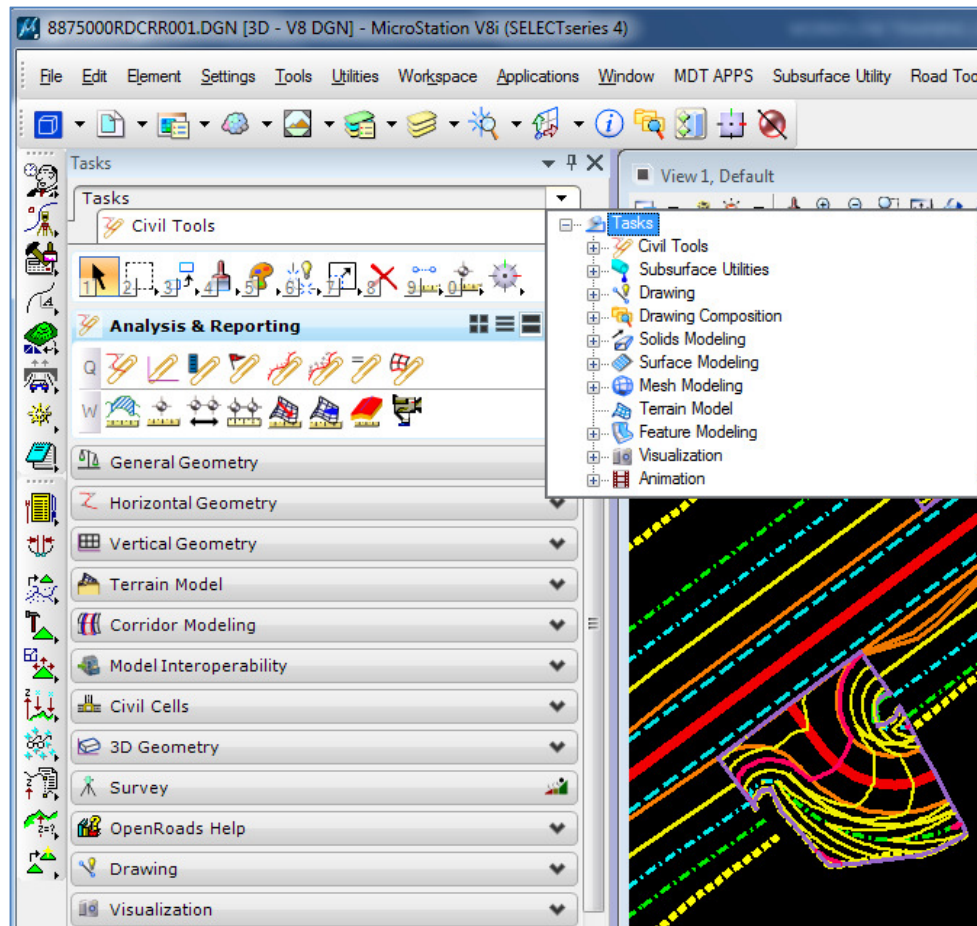 8875000RDCRR001.DGN [3D - V8 DGN] - MicroStation V8i (SELECTseries 4)
File Edit Element Settings Tools Utilities Workspace Applications Window MDT APPS Subsurface Utility Road Too
Tasks
View 1, Default
Tasks
Civil Tools
Tasks
Civil Tools
Subsurface Utilities
Drawing
Drawing Composition
Solids Modeling
Surface Modeling
Mesh Modeling
Terrain Model
Feature Modeling
Visualization
Animation
1 2 3 4 5 6 7 8 9 0
Analysis & Reporting
Q
W
General Geometry
Horizontal Geometry
Vertical Geometry
Terrain Model
Corridor Modeling
Model Interoperability
Civil Cells
3D Geometry
Survey
OpenRoads Help
Drawing
Visualization